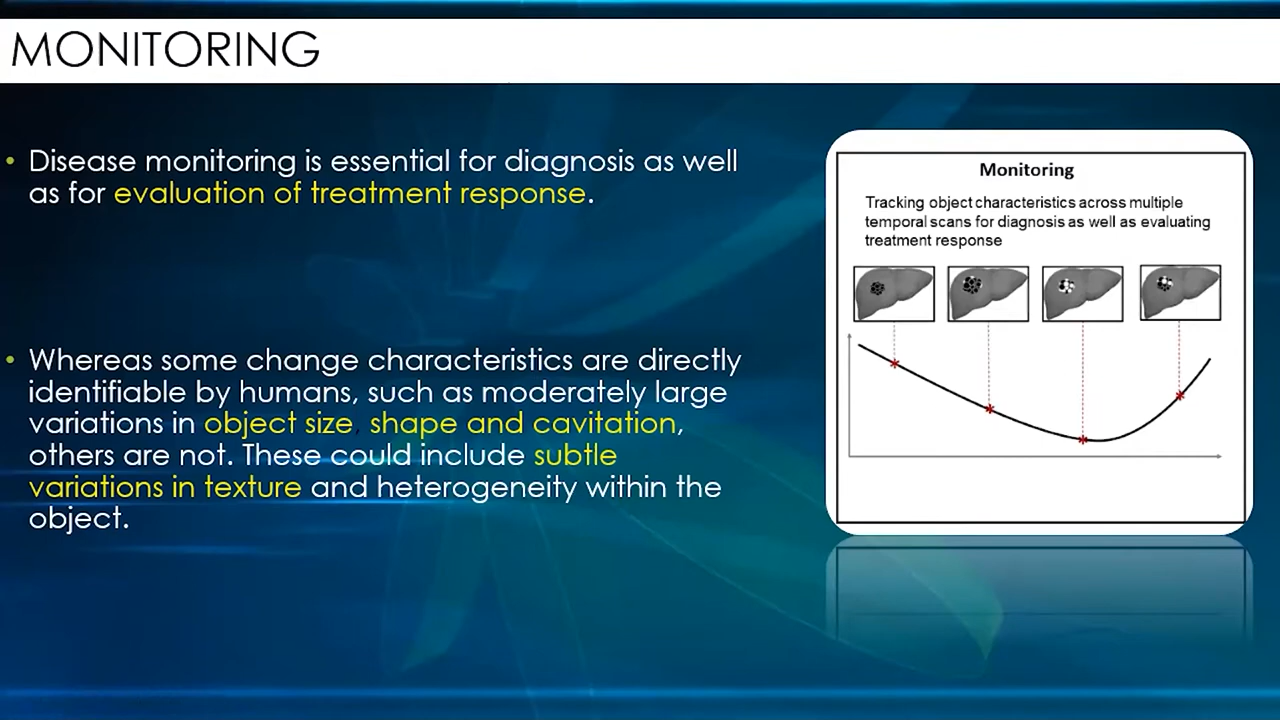 MONITORING
• Disease monitoring is essential for diagnosis as well
as for evaluation of treatment response.
• Whereas some change characteristics are directly
identifiable by humans, such as moderately large
variations in object size, shape and cavitation,
others are not. These could include subtle
variations in texture and heterogeneity within the
object.
Monitoring
Tracking object characteristics across multiple
temporal scans for diagnosis as well as evaluating
treatment response